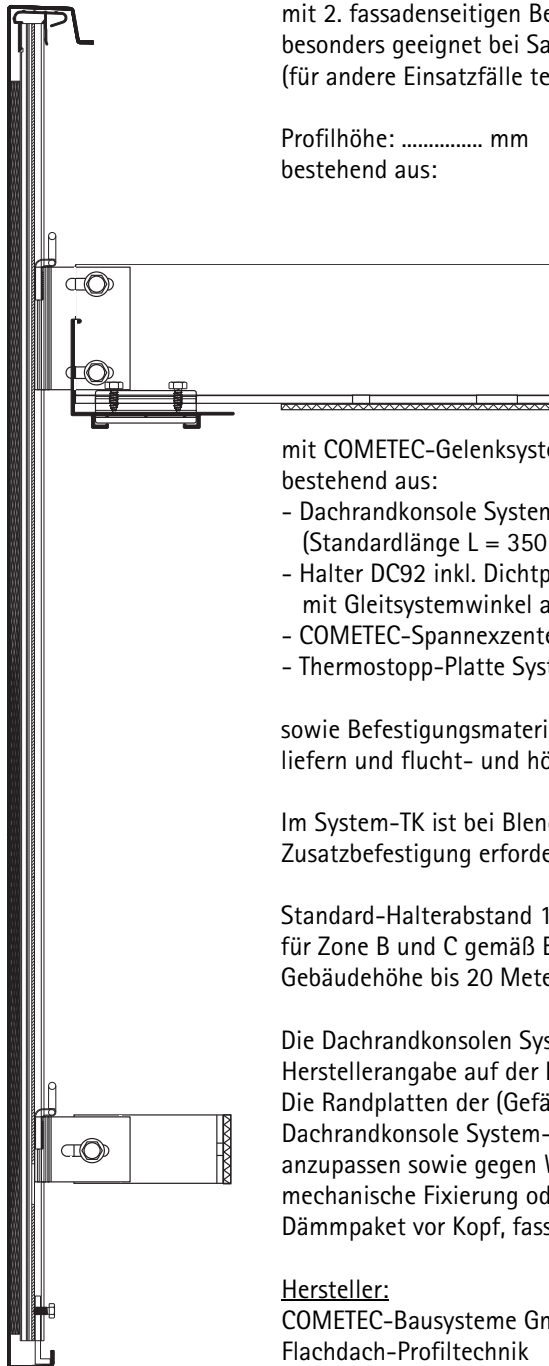 mit 2. fassadenseitigen Be
besonders geeignet bei Sa
(für andere Einsatzfälle te
Profilhöhe: ............... mm
bestehend aus:
mit COMETEC-Gelenksyste
bestehend aus:
- Dachrandkonsole System
(Standardlänge L = 350
- Halter DC92 inkl. Dichtp
mit Gleitsystemwinkel a
- COMETEC-Spannexzente
- Thermostopp-Platte Syst
sowie Befestigungsmateri
liefern und flucht- und hö
Im System-TK ist bei Blen
Zusatzbefestigung erforde
Standard-Halterabstand 1
für Zone B und C gemäß E
Gebäudehöhe bis 20 Mete
Die Dachrandkonsolen Sys
Herstellerangabe auf der
Die Randplatten der (Gefä
Dachrandkonsole System-
anzupassen sowie gegen
mechanische Fixierung od
Dämmpaket vor Kopf, fass
Hersteller:
COMETEC-Bausysteme Gm
Flachdach-Profiltechnik